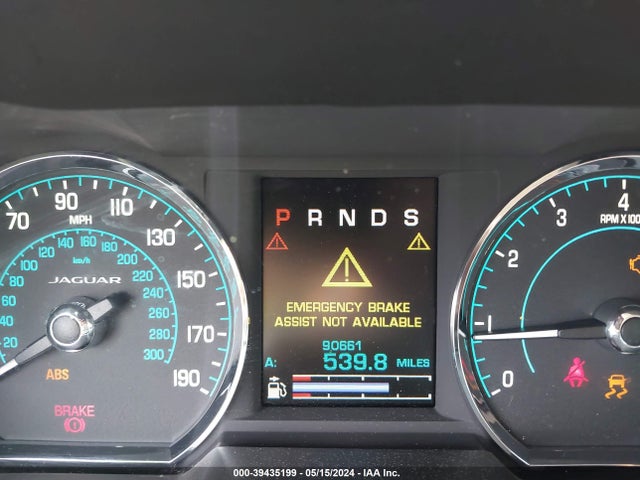 70 90 110 130 150 170 190
MPH
20 40 60 80 100 120 140 160 180 200 220 240 260 280 300
km/h
JAGUAR
ABS
BRAKE
P R N D S
EMERGENCY BRAKE
ASSIST NOT AVAILABLE
90661
A: 539.8 MILES
0 1 2 3 4
RPM X 100
000-39435199 - 05/15/2024 - IAA Inc.